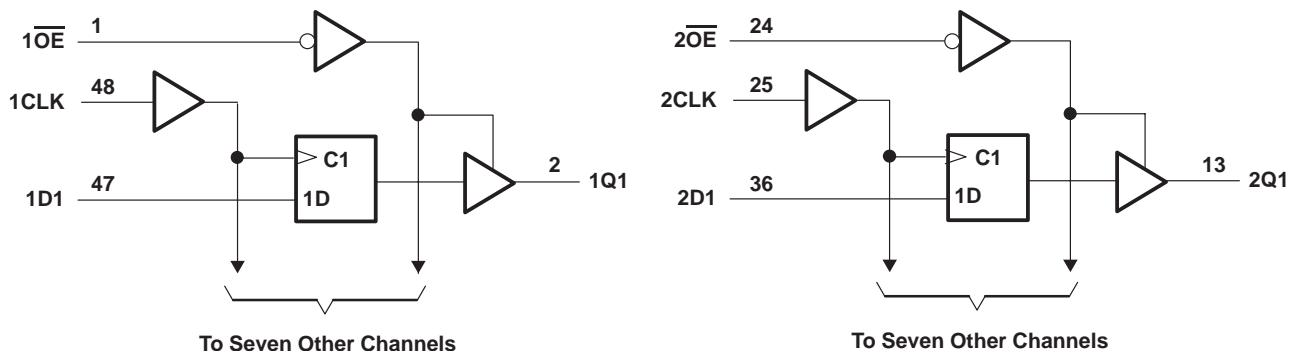 1OE 1
1CLK 48
1D1 47
C1
1D
2 1Q1
To Seven Other Channels
2OE 24
2CLK 25
2D1 36
C1
1D
13 2Q1
To Seven Other Channels